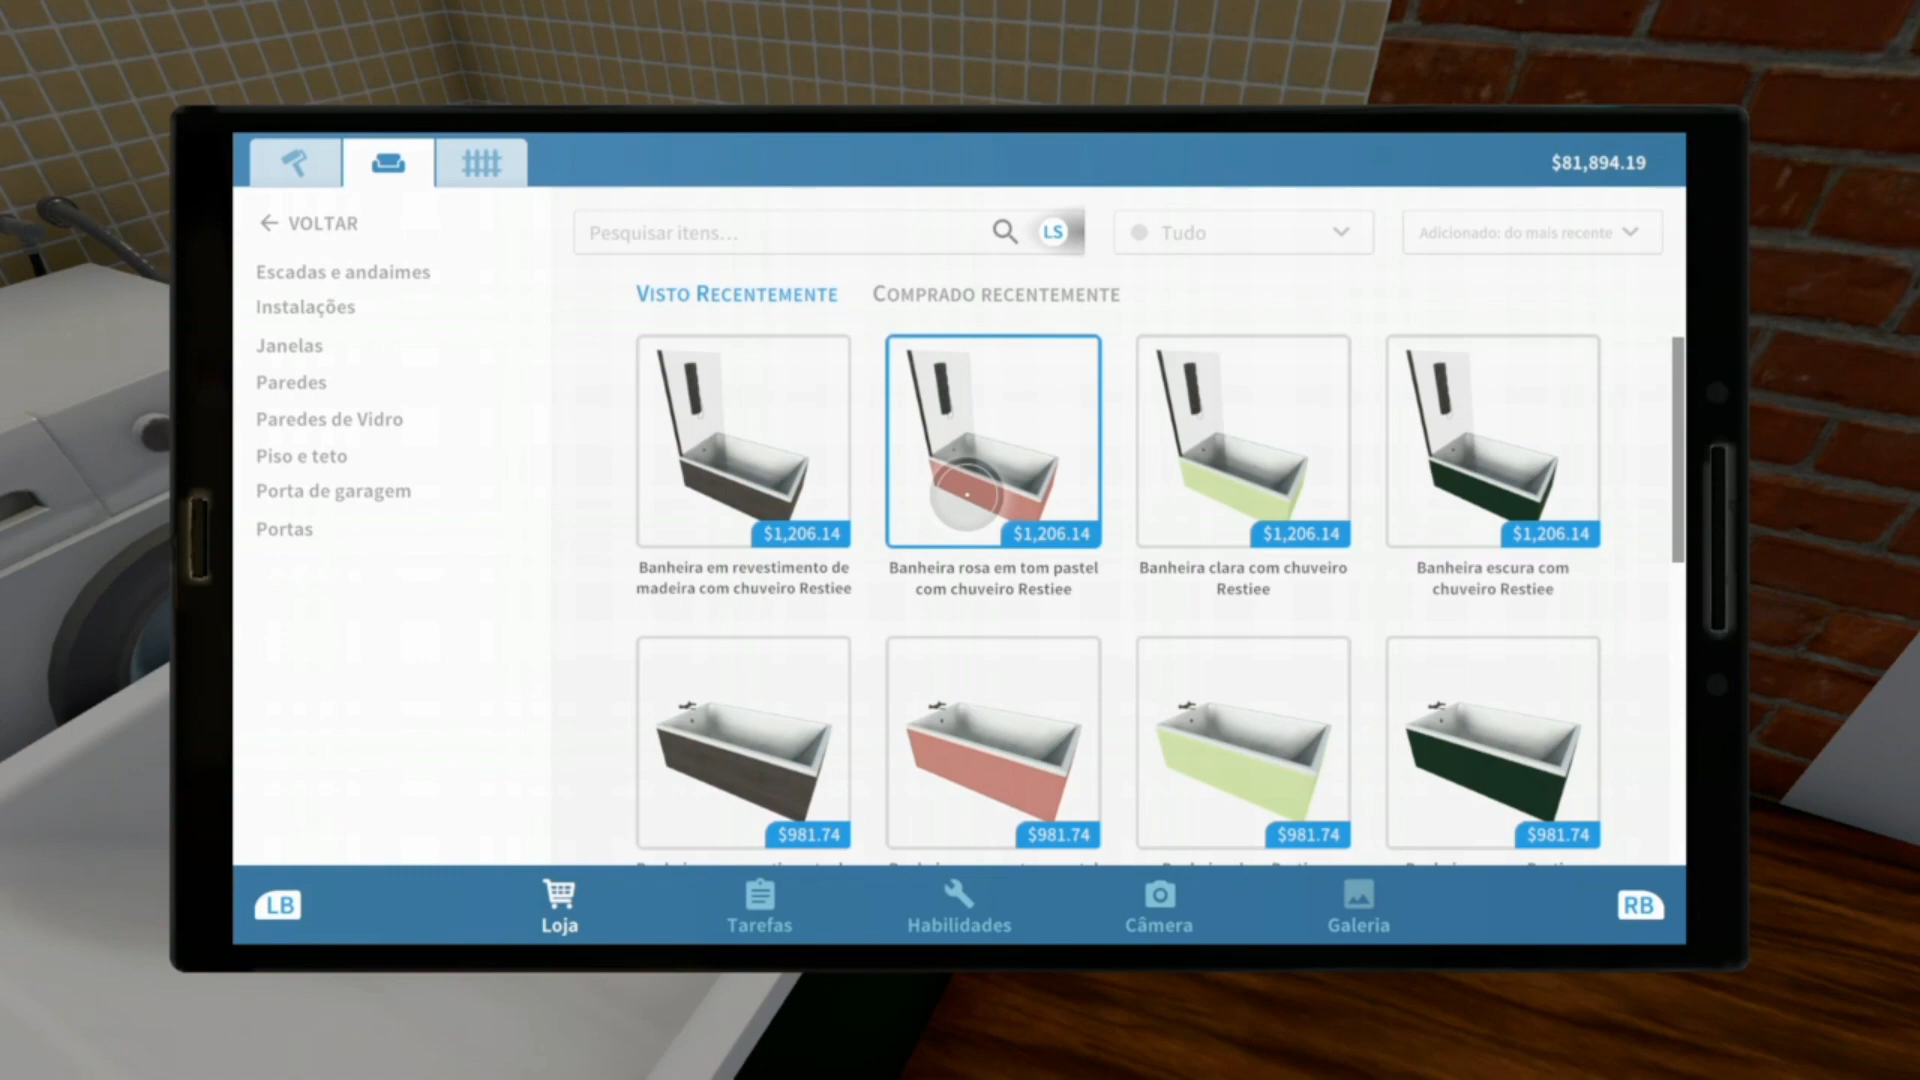 $81,894.19
VOLTAR
Pesquisar itens...
LS
Tudo
Adicionado: do mais recente
Escadas e andaimes
Instalações
Janelas
Paredes
Paredes de Vidro
Piso e teto
Porta de garagem
Portas
VISTO RECENTEMENTE
COMPRADO RECENTEMENTE
$1,206.14
$1,206.14
$1,206.14
$1,206.14
Banheira em revestimento de
madeira com chuveiro Restiee
Banheira rosa em tom pastel
com chuveiro Restiee
Banheira clara com chuveiro
Restiee
Banheira escura com
chuveiro Restiee
$981.74
$981.74
$981.74
$981.74
LB
Loja
Tarefas
Habilidades
Câmera
Galeria
RB